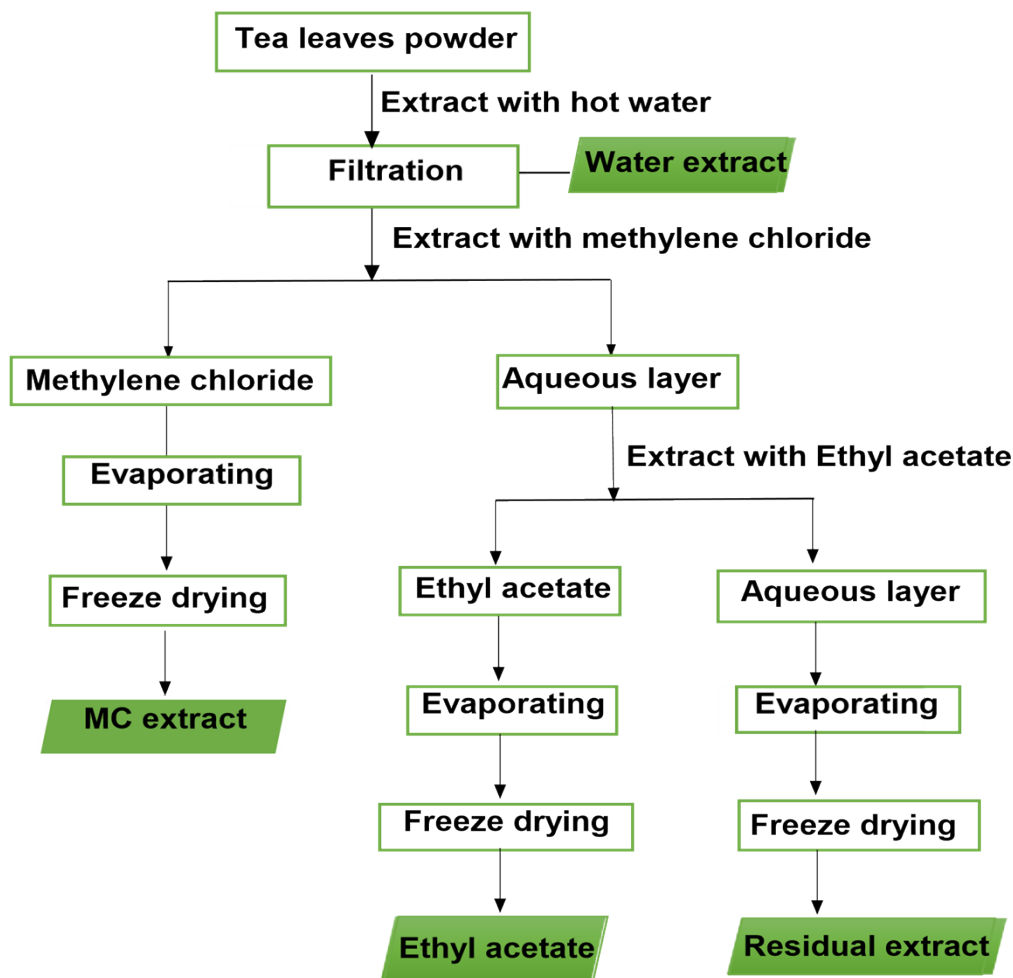 Tea leaves powder
Extract with hot water
Filtration
Water extract
Extract with methylene chloride
Methylene chloride
Aqueous layer
Extract with Ethyl acetate
Evaporating
Freeze drying
MC extract
Ethyl acetate
Aqueous layer
Evaporating
Evaporating
Freeze drying
Freeze drying
Ethyl acetate
Residual extract